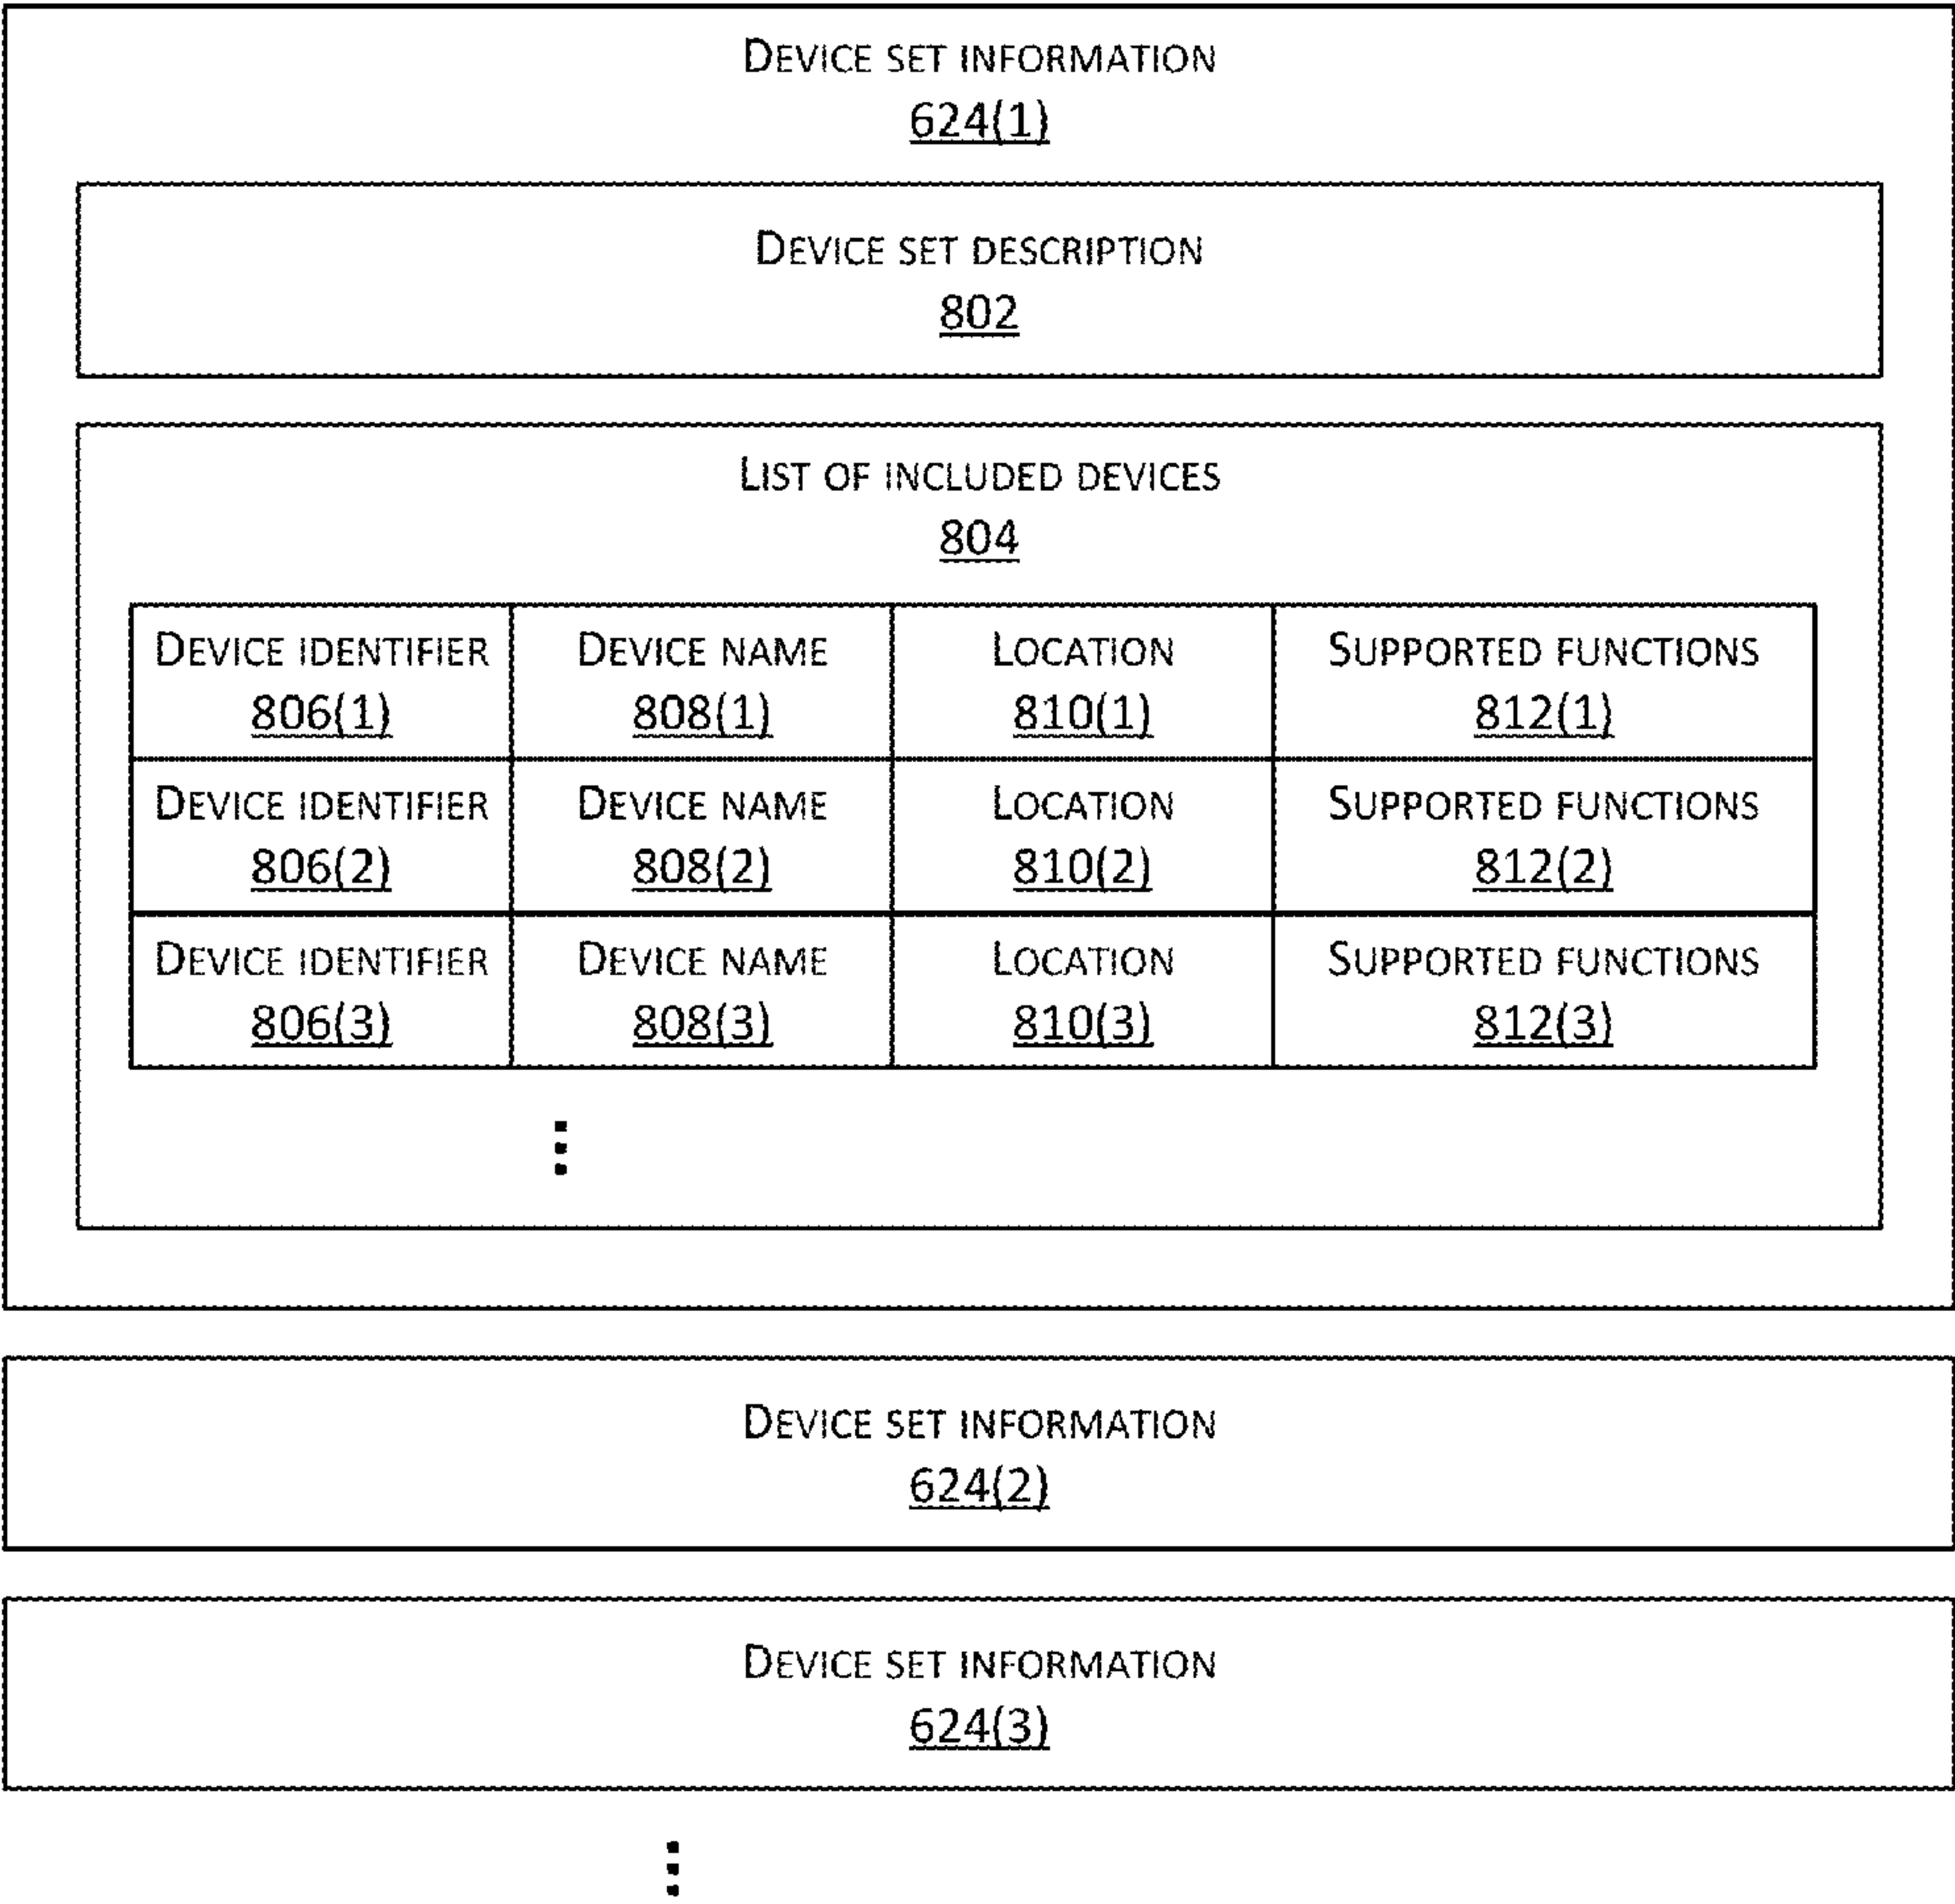 Device set information
624(1)
Device set description
802
List of included devices
804
Device identifier Device name Location Supported functions
806(1) 808(1) 810(1) 812(1)
Device identifier Device name Location Supported functions
806(2) 808(2) 810(2) 812(2)
Device identifier Device name Location Supported functions
806(3) 808(3) 810(3) 812(3)
Device set information
624(2)
Device set information
624(3)